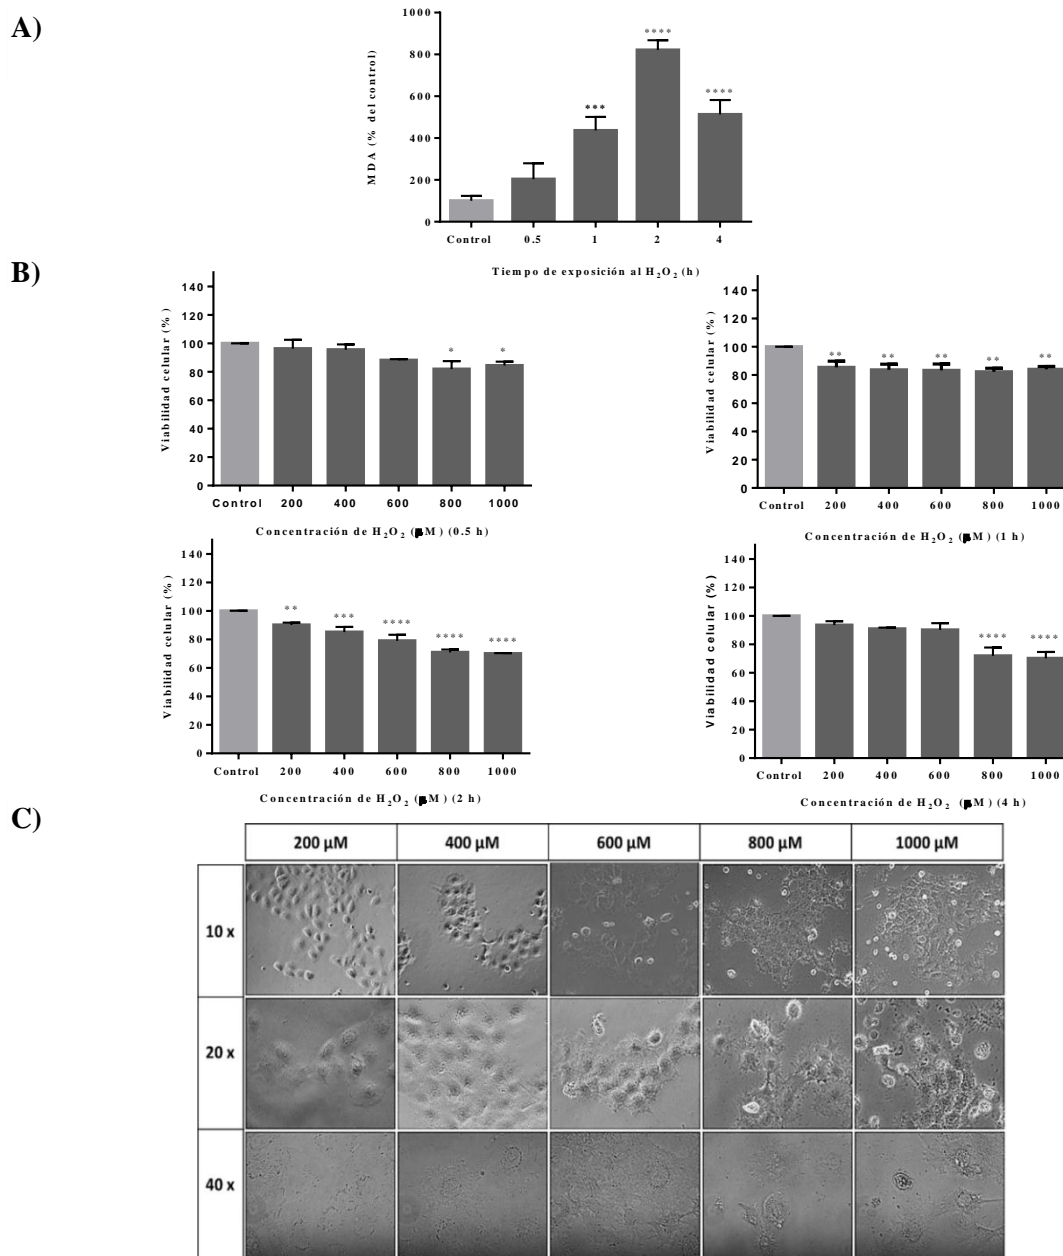 A)
MDA (% del control)
1000
800
600
400
200
0
***
****
****
Control 0.5 1 2 4
Tiempo de exposición al H₂O₂ (h)
B)
Viabilidad celular (%)
140
120
100
80
60
40
20
0
* *
Control 200 400 600 800 1000
Concentración de H₂O₂ (µM) (0.5 h)
Viabilidad celular (%)
140
120
100
80
60
40
20
0
** ** ** ** **
Control 200 400 600 800 1000
Concentración de H₂O₂ (µM) (1 h)
Viabilidad celular (%)
140
120
100
80
60
40
20
0
** *** **** **** ****
Control 200 400 600 800 1000
Concentración de H₂O₂ (µM) (2 h)
Viabilidad celular (%)
140
120
100
80
60
40
20
0
**** ****
Control 200 400 600 800 1000
Concentración de H₂O₂ (µM) (4 h)
C)
200 µM 400 µM 600 µM 800 µM 1000 µM
10 x
20 x
40 x